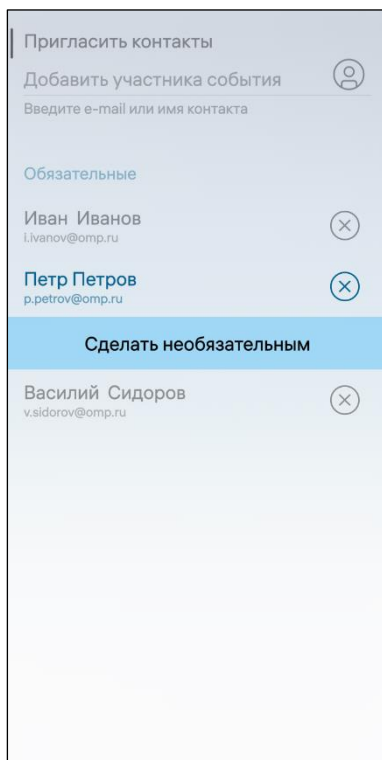 Пригласить контакты
Добавить участника события
Введите e-mail или имя контакта
Обязательные
Иван Иванов
i.ivanov@omp.ru
Петр Петров
p.petrov@omp.ru
Сделать необязательным
Василий Сидоров
v.sidorov@omp.ru